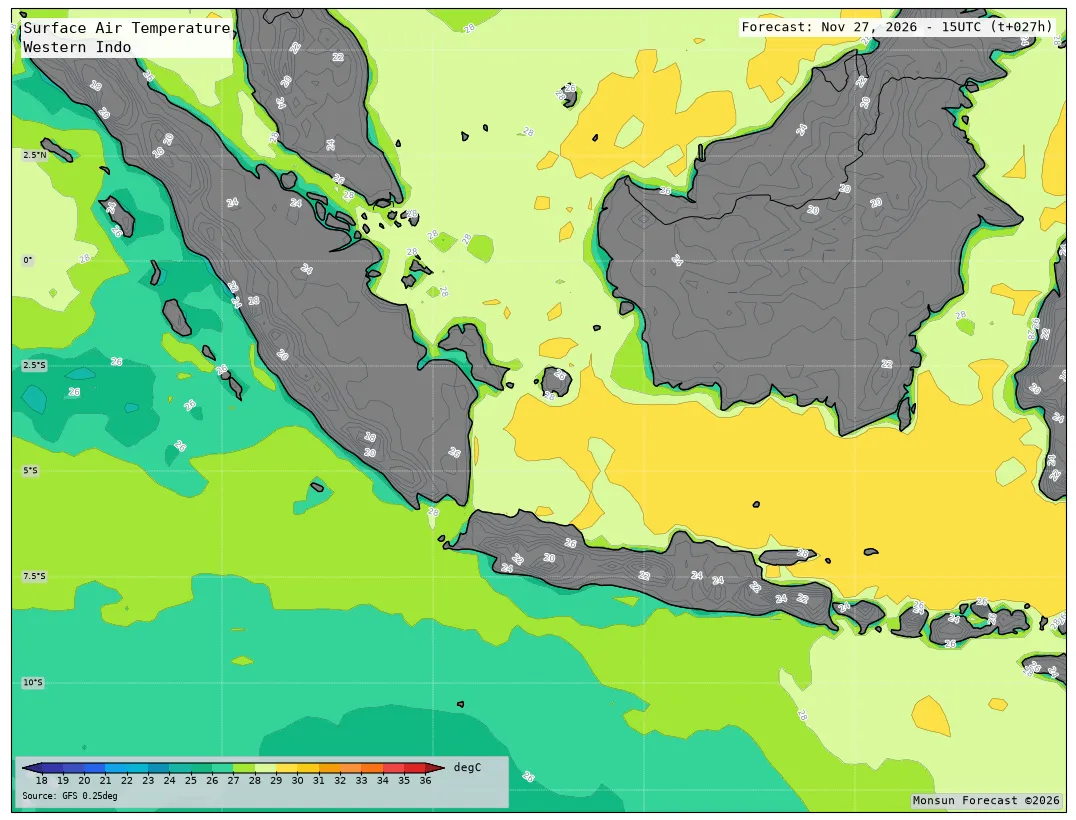 Surface Air Temperature
Western Indo
Forecast: Nov 27, 2026 - 15UTC (t+027h)
2.5°N
0°
2.5°S
5°S
7.5°S
10°S
18 19 20 21 22 23 24 25 26 27 28 29 30 31 32 33 34 35 36
degC
Source: GFS 0.25deg
Monsun Forecast ©2026